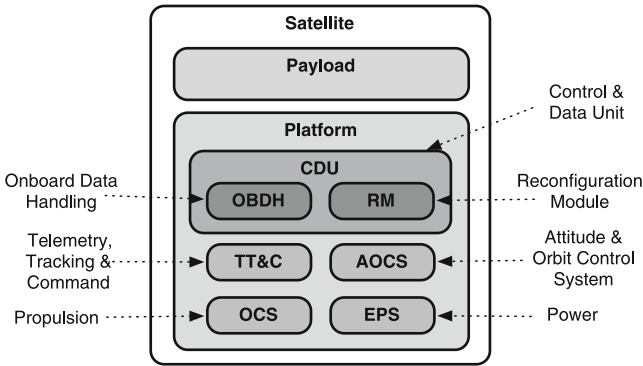 Satellite
Payload
Control &
Data Unit
Platform
CDU
Onboard Data
Handling
OBDH
RM
Reconfiguration
Module
Telemetry,
Tracking &
Command
TT&C
AOCS
Attitude &
Orbit Control
System
Propulsion
OCS
EPS
Power